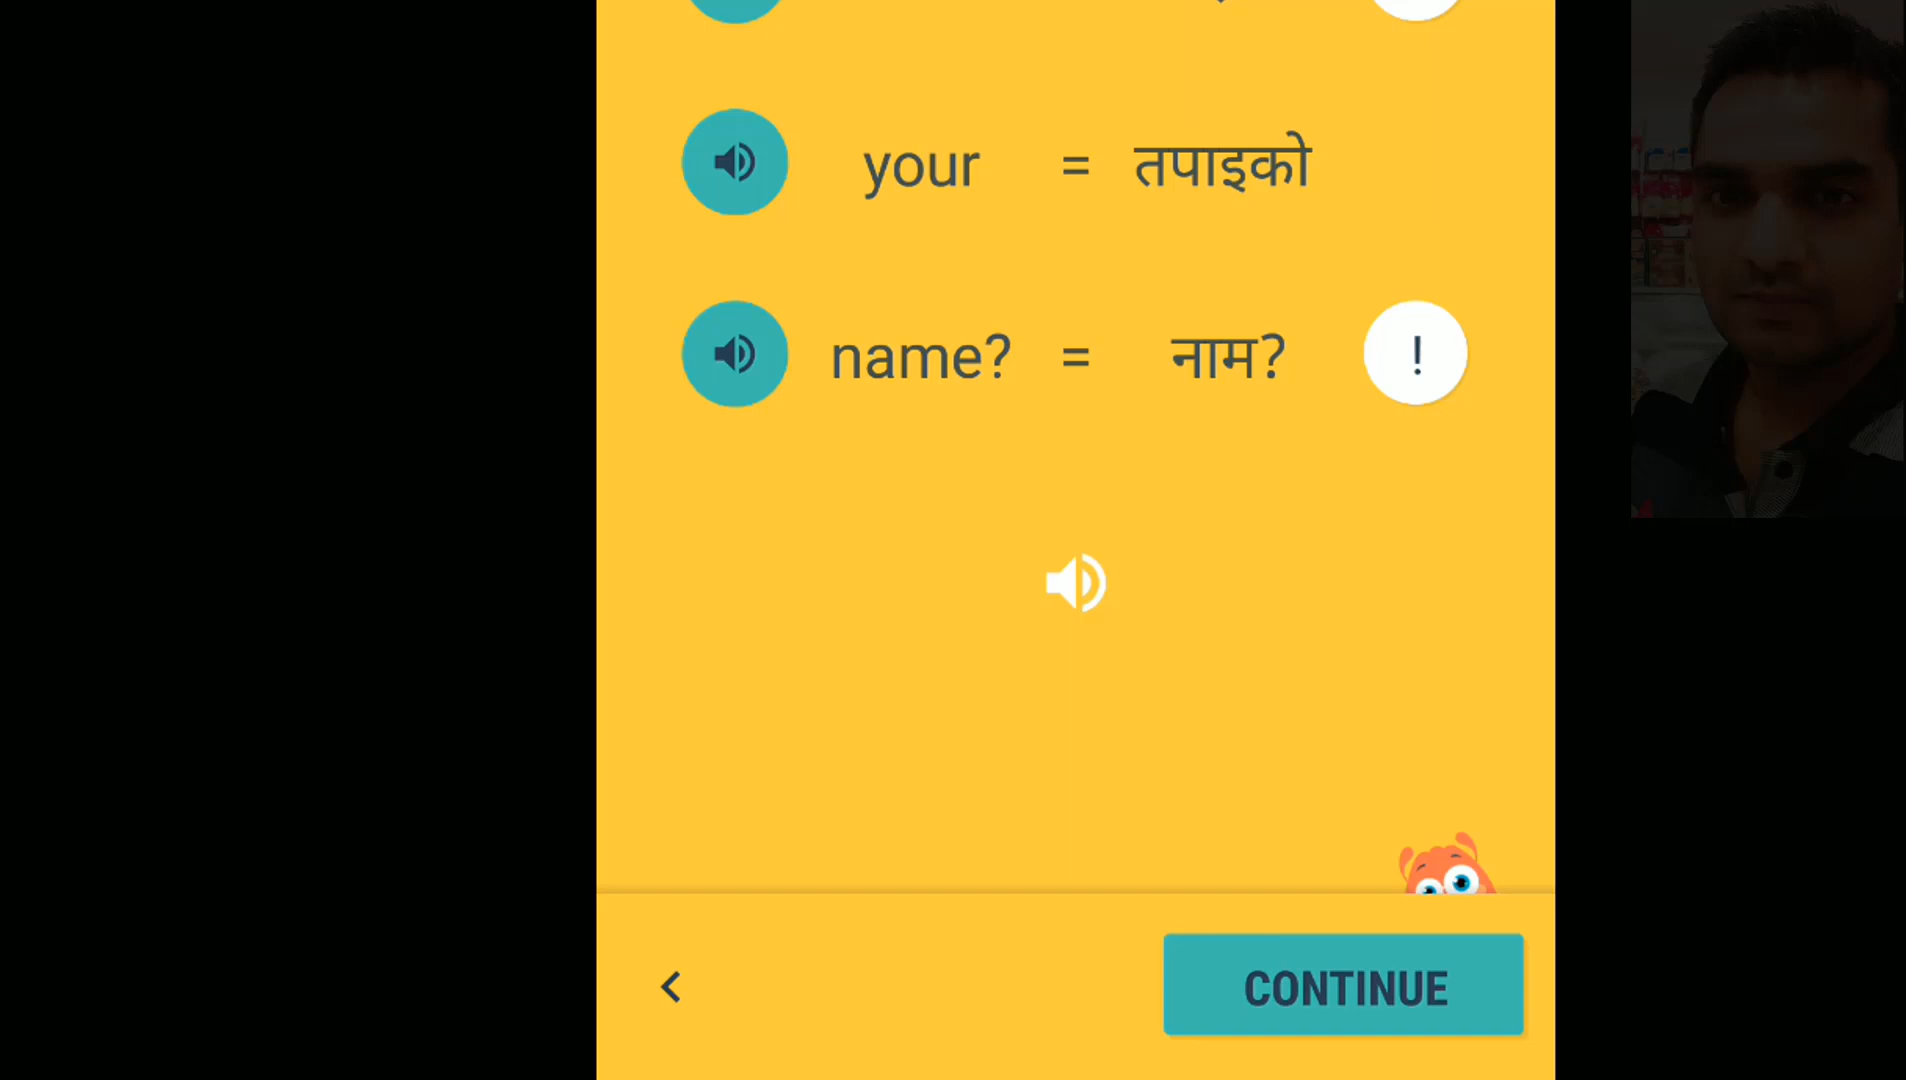 your = तपाइको
name? = नाम? !
CONTINUE